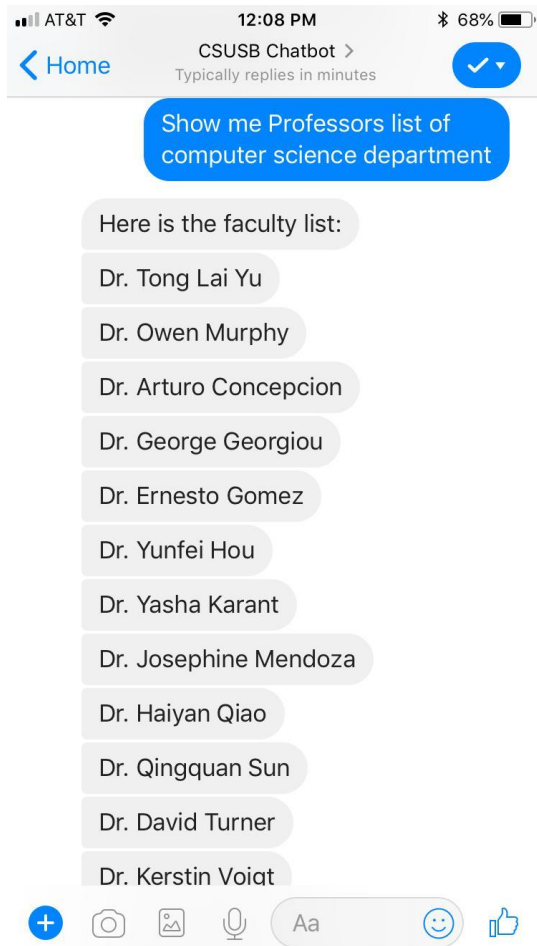 AT&T 12:08 PM 68%
Home
CSUSB Chatbot >
Typically replies in minutes
Show me Professors list of
computer science department
Here is the faculty list:
Dr. Tong Lai Yu
Dr. Owen Murphy
Dr. Arturo Concepcion
Dr. George Georgiou
Dr. Ernesto Gomez
Dr. Yunfei Hou
Dr. Yasha Karant
Dr. Josephine Mendoza
Dr. Haiyan Qiao
Dr. Qingquan Sun
Dr. David Turner
Dr. Kerstin Voigt
Aa